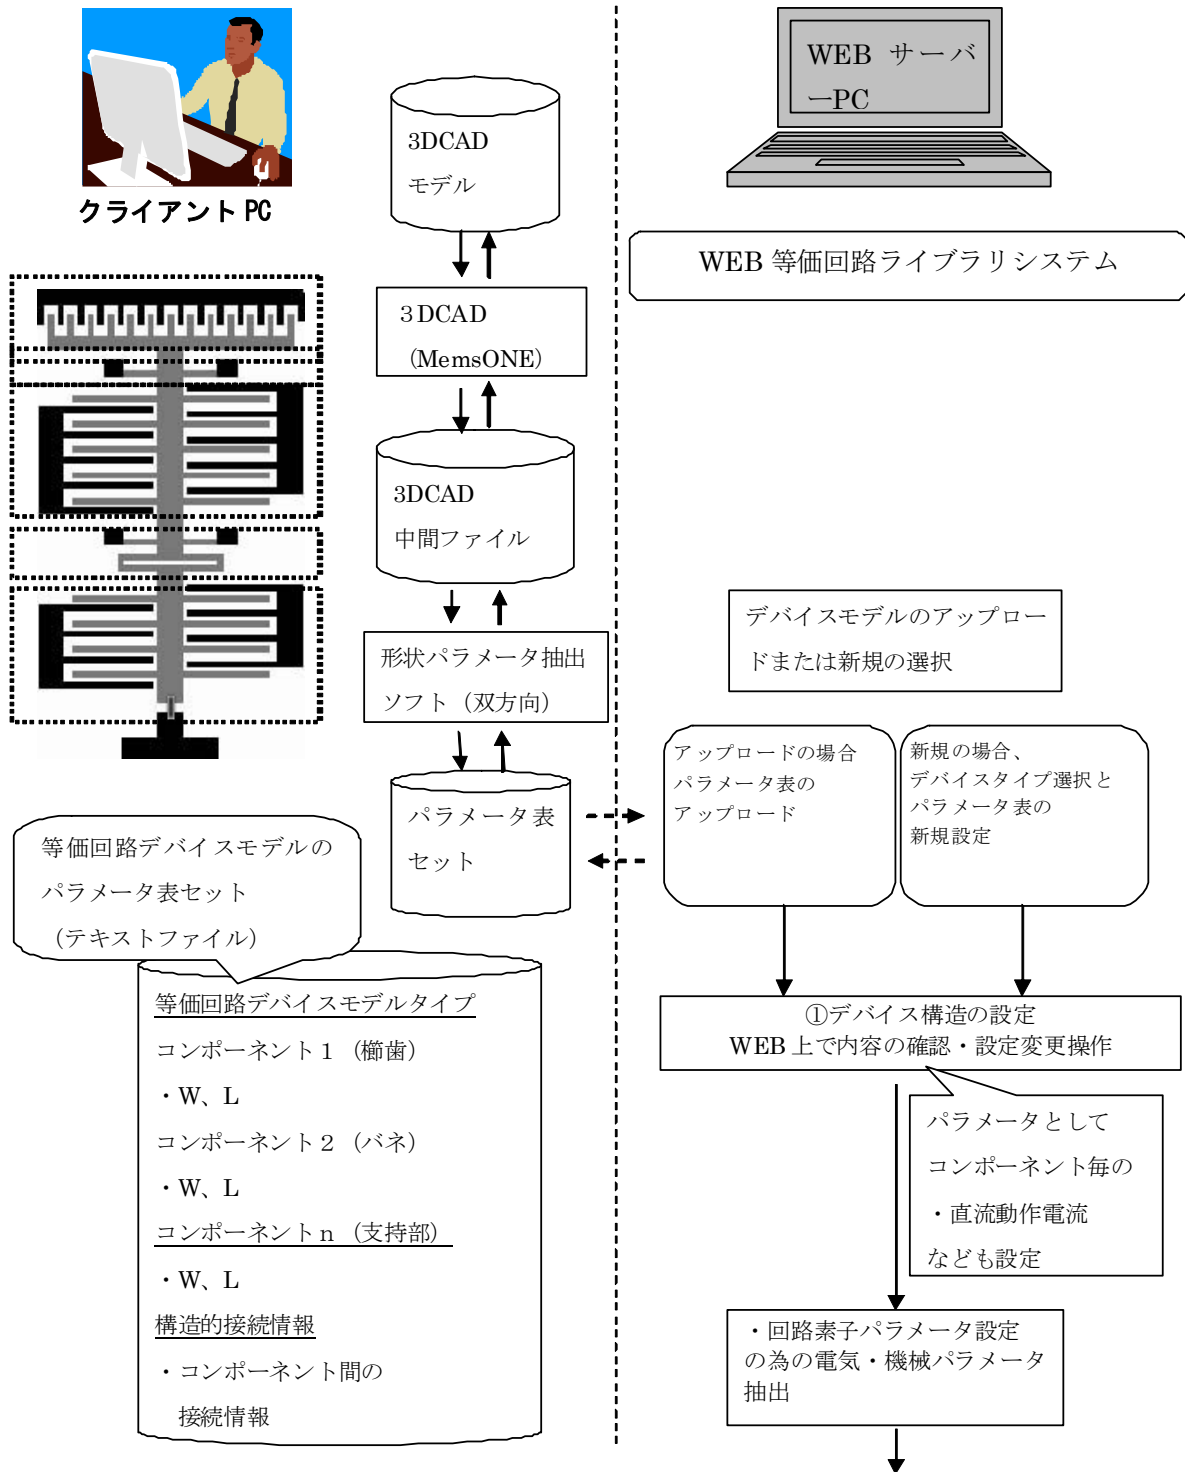 クライアント PC
3DCAD
モデル
３DCAD
(MemsONE)
3DCAD
中間ファイル
形状パラメータ抽出
ソフト（双方向）
パラメータ表
セット
等価回路デバイスモデルの
パラメータ表セット
（テキストファイル）
等価回路デバイスモデルタイプ
コンポーネント１（櫛歯）
・W、L
コンポーネント２（バネ）
・W、L
コンポーネントｎ（支持部）
・W、L
構造的接続情報
・コンポーネント間の
接続情報
WEB サーバ
ーPC
WEB 等価回路ライブラリシステム
デバイスモデルのアップロー
ドまたは新規の選択
アップロードの場合
パラメータ表の
アップロード
新規の場合、
デバイスタイプ選択と
パラメータ表の
新規設定
①デバイス構造の設定
WEB 上で内容の確認・設定変更操作
パラメータとして
コンポーネント毎の
・直流動作電流
なども設定
・回路素子パラメータ設定
の為の電気・機械パラメータ
抽出